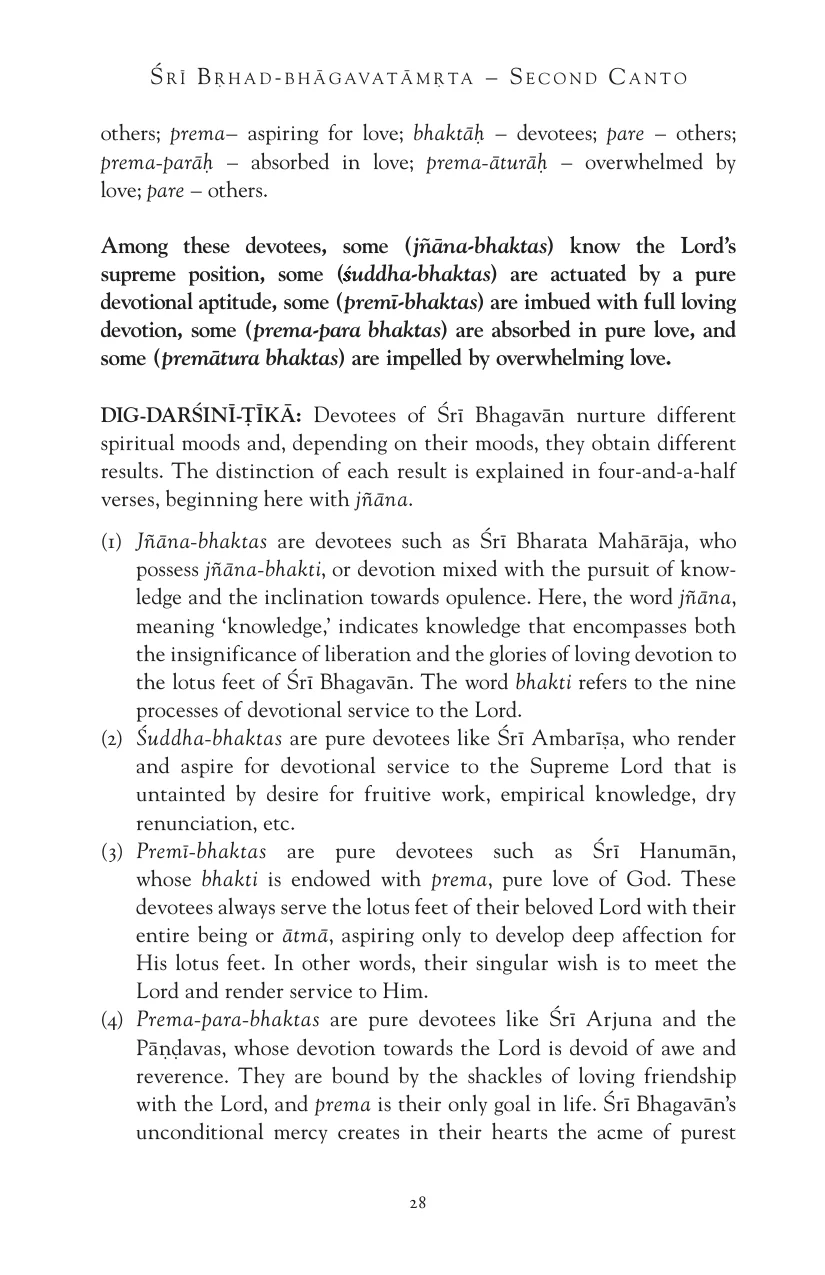 Śrī Bṛhad-bhāgavatāmṛta – Second Canto
others; prema– aspiring for love; bhaktāḥ – devotees; pare – others;
prema-parāḥ – absorbed in love; prema-āturāḥ – overwhelmed by
love; pare – others.
Among these devotees, some (jñāna-bhaktas) know the Lord’s
supreme position, some (śuddha-bhaktas) are actuated by a pure
devotional aptitude, some (premī-bhaktas) are imbued with full loving
devotion, some (prema-para bhaktas) are absorbed in pure love, and
some (premātura bhaktas) are impelled by overwhelming love.
DIG-DARŚINĪ-ṬĪKĀ: Devotees of Śrī Bhagavān nurture different
spiritual moods and, depending on their moods, they obtain different
results. The distinction of each result is explained in four-and-a-half
verses, beginning here with jñāna.
(1) Jñāna-bhaktas are devotees such as Śrī Bharata Mahārāja, who
possess jñāna-bhakti, or devotion mixed with the pursuit of know-
ledge and the inclination towards opulence. Here, the word jñāna,
meaning ‘knowledge,’ indicates knowledge that encompasses both
the insignificance of liberation and the glories of loving devotion to
the lotus feet of Śrī Bhagavān. The word bhakti refers to the nine
processes of devotional service to the Lord.
(2) Śuddha-bhaktas are pure devotees like Śrī Ambarīṣa, who render
and aspire for devotional service to the Supreme Lord that is
untainted by desire for fruitive work, empirical knowledge, dry
renunciation, etc.
(3) Premī-bhaktas are pure devotees such as Śrī Hanumān,
whose bhakti is endowed with prema, pure love of God. These
devotees always serve the lotus feet of their beloved Lord with their
entire being or ātmā, aspiring only to develop deep affection for
His lotus feet. In other words, their singular wish is to meet the
Lord and render service to Him.
(4) Prema-para-bhaktas are pure devotees like Śrī Arjuna and the
Pāṇḍavas, whose devotion towards the Lord is devoid of awe and
reverence. They are bound by the shackles of loving friendship
with the Lord, and prema is their only goal in life. Śrī Bhagavān’s
unconditional mercy creates in their hearts the acme of purest
28